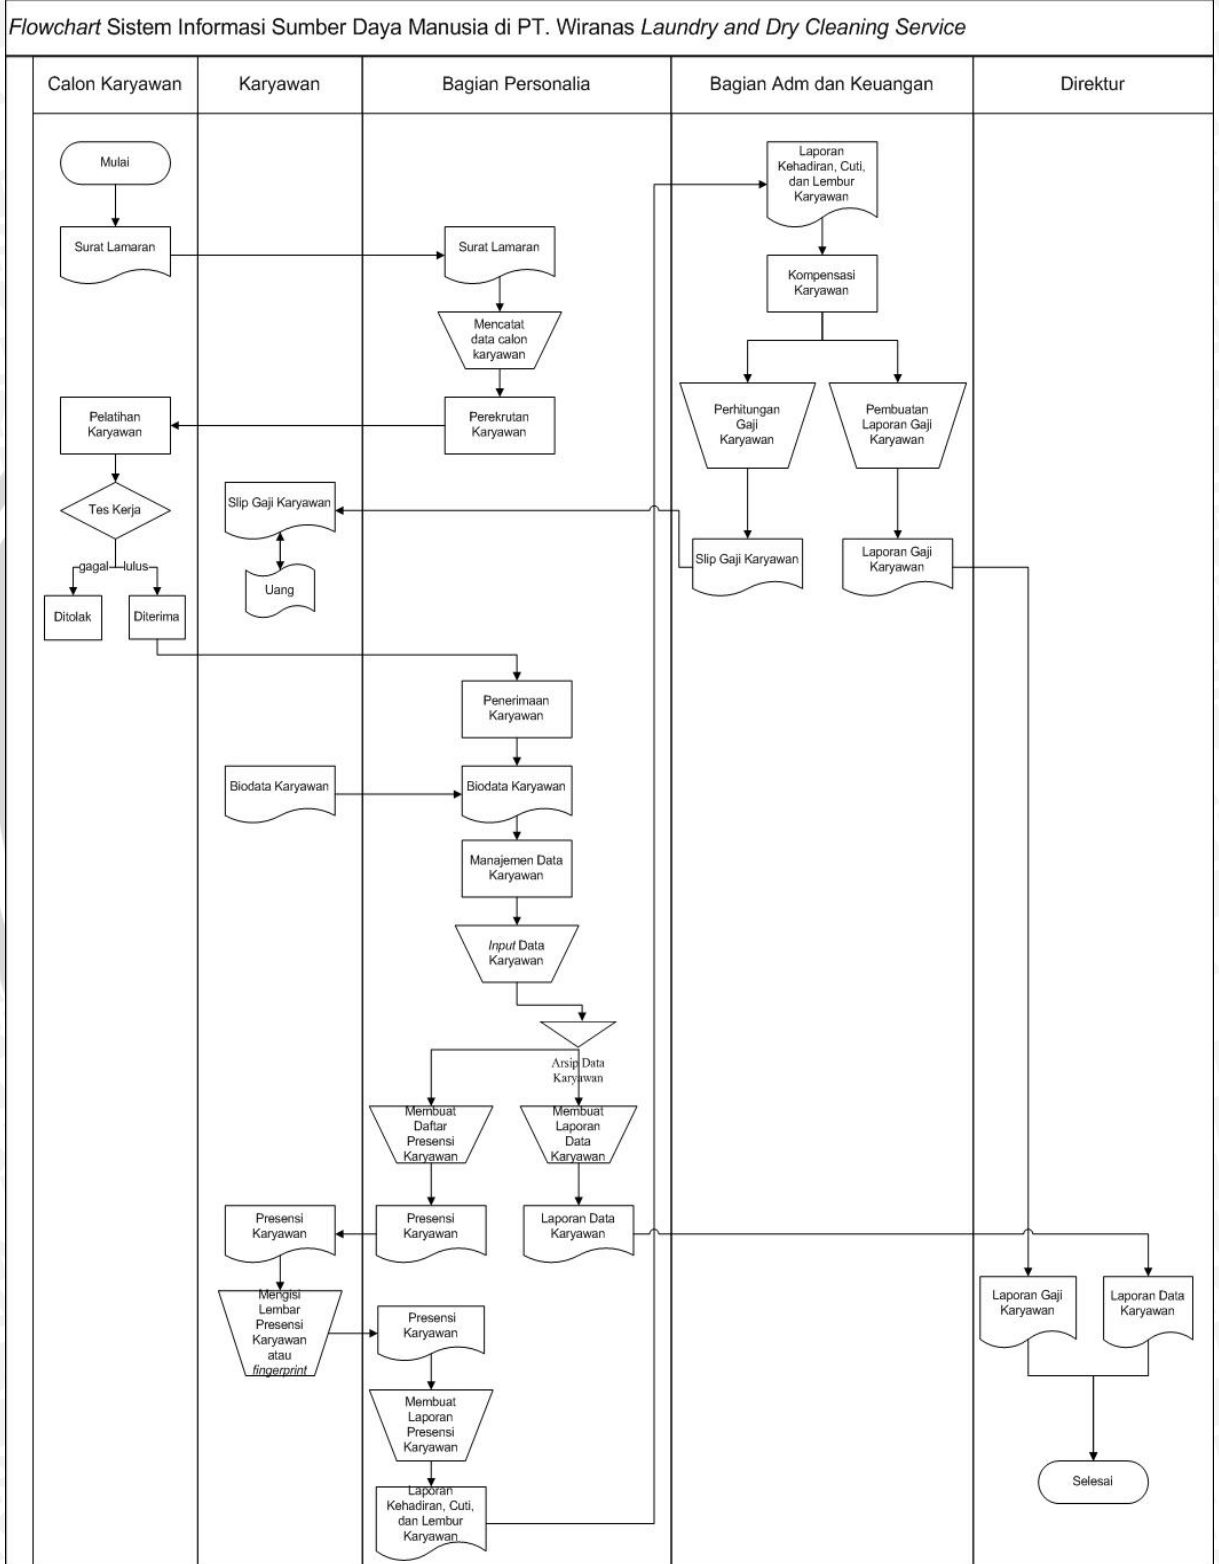 Flowchart Sistem Informasi Sumber Daya Manusia di PT. Wiranas Laundry and Dry Cleaning Service
Calon Karyawan
Karyawan
Bagian Personalia
Bagian Adm dan Keuangan
Direktur
Mulai
Surat Lamaran
Surat Lamaran
Mencatat
data calon
karyawan
Perekrutan
Karyawan
Pelatihan
Karyawan
Tes Kerja
gagal
lulus
Ditolak
Diterima
Laporan
Kehadiran, Cuti,
dan Lembur
Karyawan
Kompensasi
Karyawan
Perhitungan
Gaji
Karyawan
Pembuatan
Laporan Gaji
Karyawan
Slip Gaji Karyawan
Laporan Gaji
Karyawan
Slip Gaji Karyawan
Uang
Penerimaan
Karyawan
Biodata Karyawan
Biodata Karyawan
Manajemen Data
Karyawan
Input Data
Karyawan
Arsip Data
Karyawan
Membuat
Daftar
Presensi
Karyawan
Membuat
Laporan
Data
Karyawan
Presensi
Karyawan
Presensi
Karyawan
Laporan Data
Karyawan
Mengisi
Lembar
Presensi
Karyawan
atau
fingerprint
Presensi
Karyawan
Membuat
Laporan
Presensi
Karyawan
Laporan
Kehadiran, Cuti,
dan Lembur
Karyawan
Laporan Gaji
Karyawan
Laporan Data
Karyawan
Selesai